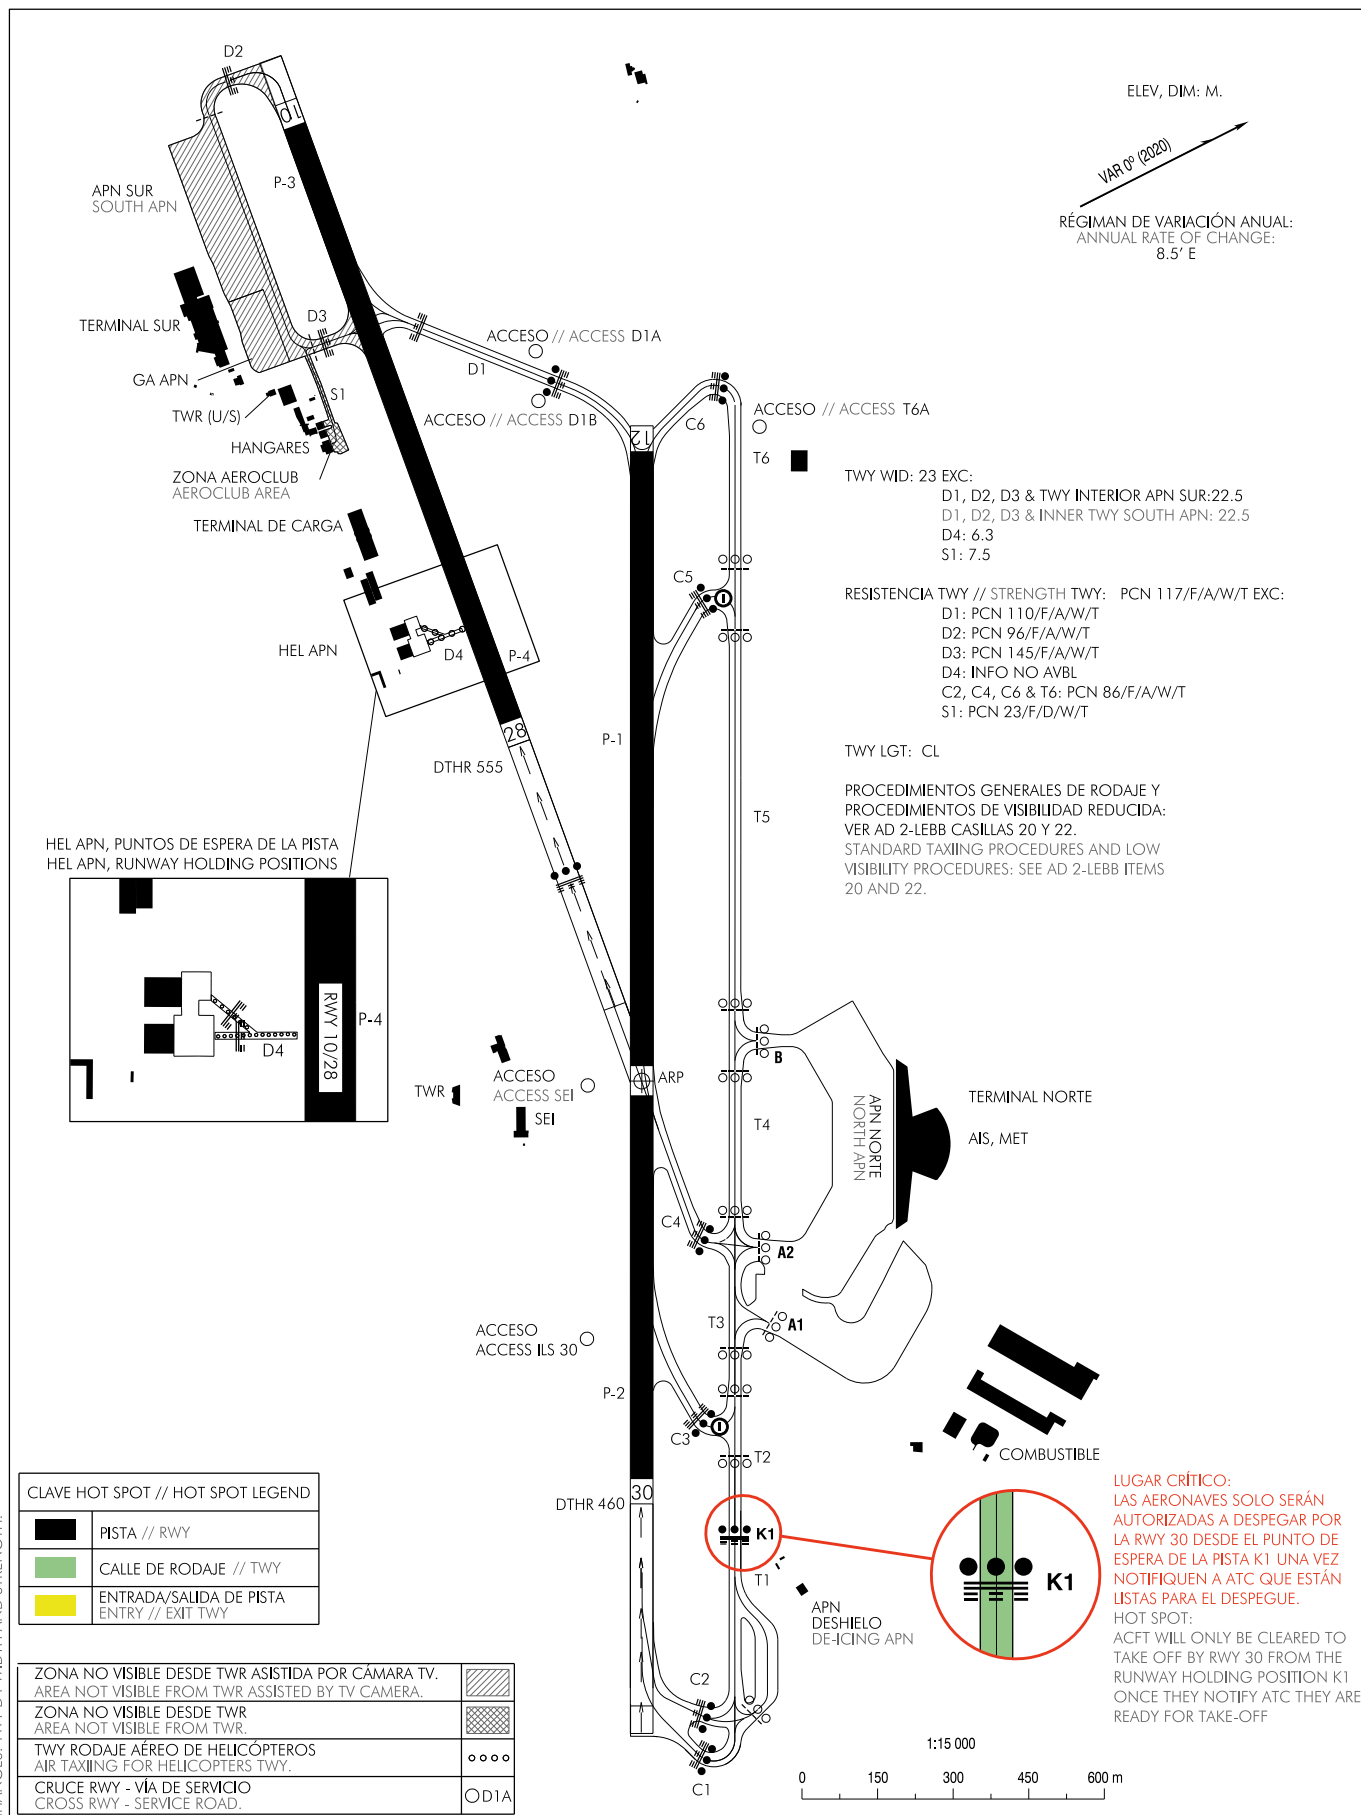 D2
ELEV, DIM: M.
10
VAR 0º (2020)
P-3
APN SUR
SOUTH APN
RÉGIMAN DE VARIACIÓN ANUAL:
ANNUAL RATE OF CHANGE:
8.5' E
TERMINAL SUR
D3
ACCESO // ACCESS D1A
D1
GA APN
S1
TWR (U/S)
ACCESO // ACCESS D1B
C6
ACCESO // ACCESS T6A
12
HANGARES
T6
ZONA AEROCLUB
AEROCLUB AREA
TERMINAL DE CARGA
TWY WID: 23 EXC:
D1, D2, D3 & TWY INTERIOR APN SUR:22.5
D1, D2, D3 & INNER TWY SOUTH APN: 22.5
D4: 6.3
S1: 7.5
C5
RESISTENCIA TWY // STRENGTH TWY: PCN 117/F/A/W/T EXC:
D1: PCN 110/F/A/W/T
D2: PCN 96/F/A/W/T
D3: PCN 145/F/A/W/T
D4: INFO NO AVBL
C2, C4, C6 & T6: PCN 86/F/A/W/T
S1: PCN 23/F/D/W/T
HEL APN
D4
P-4
28
P-1
DTHR 555
TWY LGT: CL
PROCEDIMIENTOS GENERALES DE RODAJE Y
PROCEDIMIENTOS DE VISIBILIDAD REDUCIDA:
VER AD 2-LEBB CASILLAS 20 Y 22.
STANDARD TAXIING PROCEDURES AND LOW
VISIBILITY PROCEDURES: SEE AD 2-LEBB ITEMS
20 AND 22.
T5
HEL APN, PUNTOS DE ESPERA DE LA PISTA
HEL APN, RUNWAY HOLDING POSITIONS
RWY 10/28
P-4
D4
B
TWR
ACCESO
ACCESS SEI
SEI
ARP
T4
APN NORTE
NORTH APN
TERMINAL NORTE
AIS, MET
C4
A2
T3
A1
ACCESO
ACCESS ILS 30
P-2
C3
T2
COMBUSTIBLE
DTHR 460
30
K1
T1
APN
DESHIELO
DE-ICING APN
K1
LUGAR CRÍTICO:
LAS AERONAVES SOLO SERÁN
AUTORIZADAS A DESPEGAR POR
LA RWY 30 DESDE EL PUNTO DE
ESPERA DE LA PISTA K1 UNA VEZ
NOTIFIQUEN A ATC QUE ESTÁN
LISTAS PARA EL DESPEGUE.
HOT SPOT:
ACFT WILL ONLY BE CLEARED TO
TAKE OFF BY RWY 30 FROM THE
RUNWAY HOLDING POSITION K1
ONCE THEY NOTIFY ATC THEY ARE
READY FOR TAKE-OFF
CLAVE HOT SPOT // HOT SPOT LEGEND
PISTA // RWY
CALLE DE RODAJE // TWY
ENTRADA/SALIDA DE PISTA
ENTRY // EXIT TWY
ZONA NO VISIBLE DESDE TWR ASISTIDA POR CÁMARA TV.
AREA NOT VISIBLE FROM TWR ASSISTED BY TV CAMERA.
ZONA NO VISIBLE DESDE TWR
AREA NOT VISIBLE FROM TWR.
TWY RODAJE AÉREO DE HELICÓPTEROS
AIR TAXIING FOR HELICOPTERS TWY.
CRUCE RWY - VÍA DE SERVICIO
CROSS RWY - SERVICE ROAD.
D1A
C2
C1
1:15 000
0 150 300 450 600 m